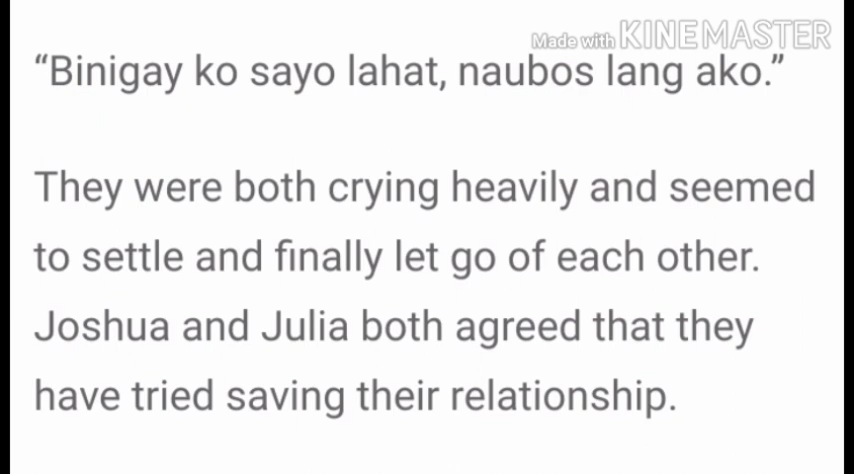 Made with KINEMASTER
“Binigay ko sayo lahat, naubos lang ako.”
They were both crying heavily and seemed
to settle and finally let go of each other.
Joshua and Julia both agreed that they
have tried saving their relationship.